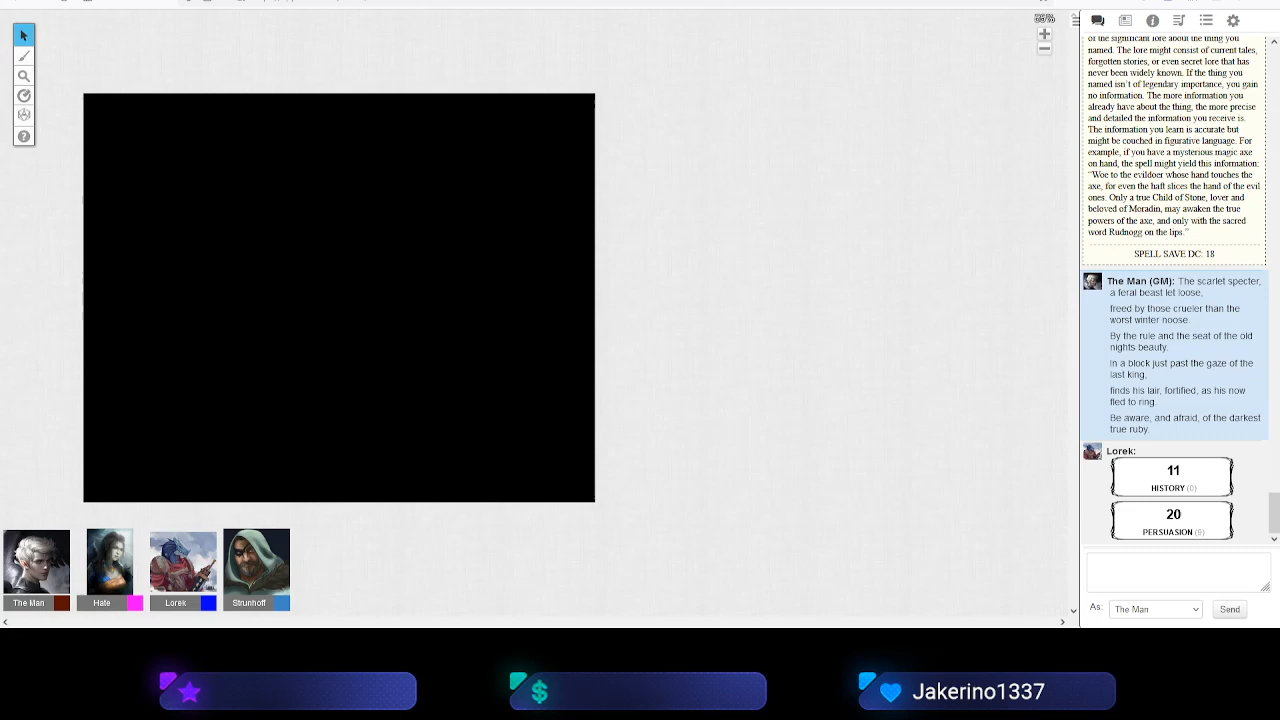 of the significant lore about the thing you
named. The lore might consist of current tales,
forgotten stories, or even secret lore that has
never been widely known. If the thing you
named isn't of legendary importance, you gain
no information. The more information you
already have about the thing, the more precise
and detailed the information you receive is.
The information you learn is accurate but
might be couched in figurative language. For
example, if you have a mysterious magic axe
on hand, the spell might yield this information:
"Woe to the evildoer whose hand touches the
axe, for even the haft slices the hand of the evil
ones. Only a true Child of Stone, lover and
beloved of Moradin, may awaken the true
powers of the axe, and only with the sacred
word Rudnogg on the lips."
SPELL SAVE DC: 18
The Man (GM): The scarlet specter,
a feral beast let loose,
freed by those crueler than the
worst winter noose.
By the rule and the seat of the old
nights beauty.
In a block just past the gaze of the
last king,
finds his lair, fortified, as his now
fled to ring.
Be aware, and afraid, of the darkest
true ruby.
Lorek:
11
HISTORY (0)
20
PERSUASION (9)
As: The Man Send
The Man Hate Lorek Strunhoff
Jakerino1337